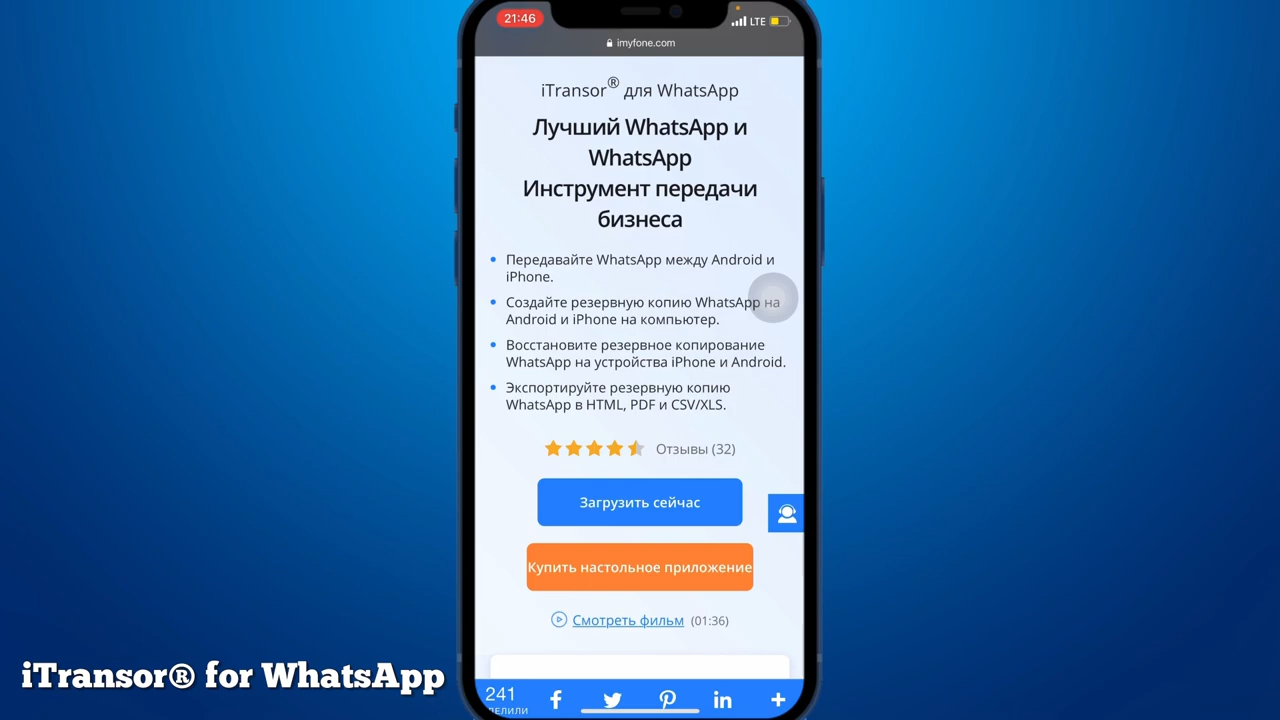 21:46
LTE
imyfone.com
iTransor® для WhatsApp
Лучший WhatsApp и
WhatsApp
Инструмент передачи
бизнеса
Передавайте WhatsApp между Android и
iPhone.
Создайте резервную копию WhatsApp на
Android и iPhone на компьютер.
Восстановите резервное копирование
WhatsApp на устройства iPhone и Android.
Экспортируйте резервную копию
WhatsApp в HTML, PDF и CSV/XLS.
Отзывы (32)
Загрузить сейчас
Купить настольное приложение
Смотреть фильм (01:36)
241
iTransor® for WhatsApp